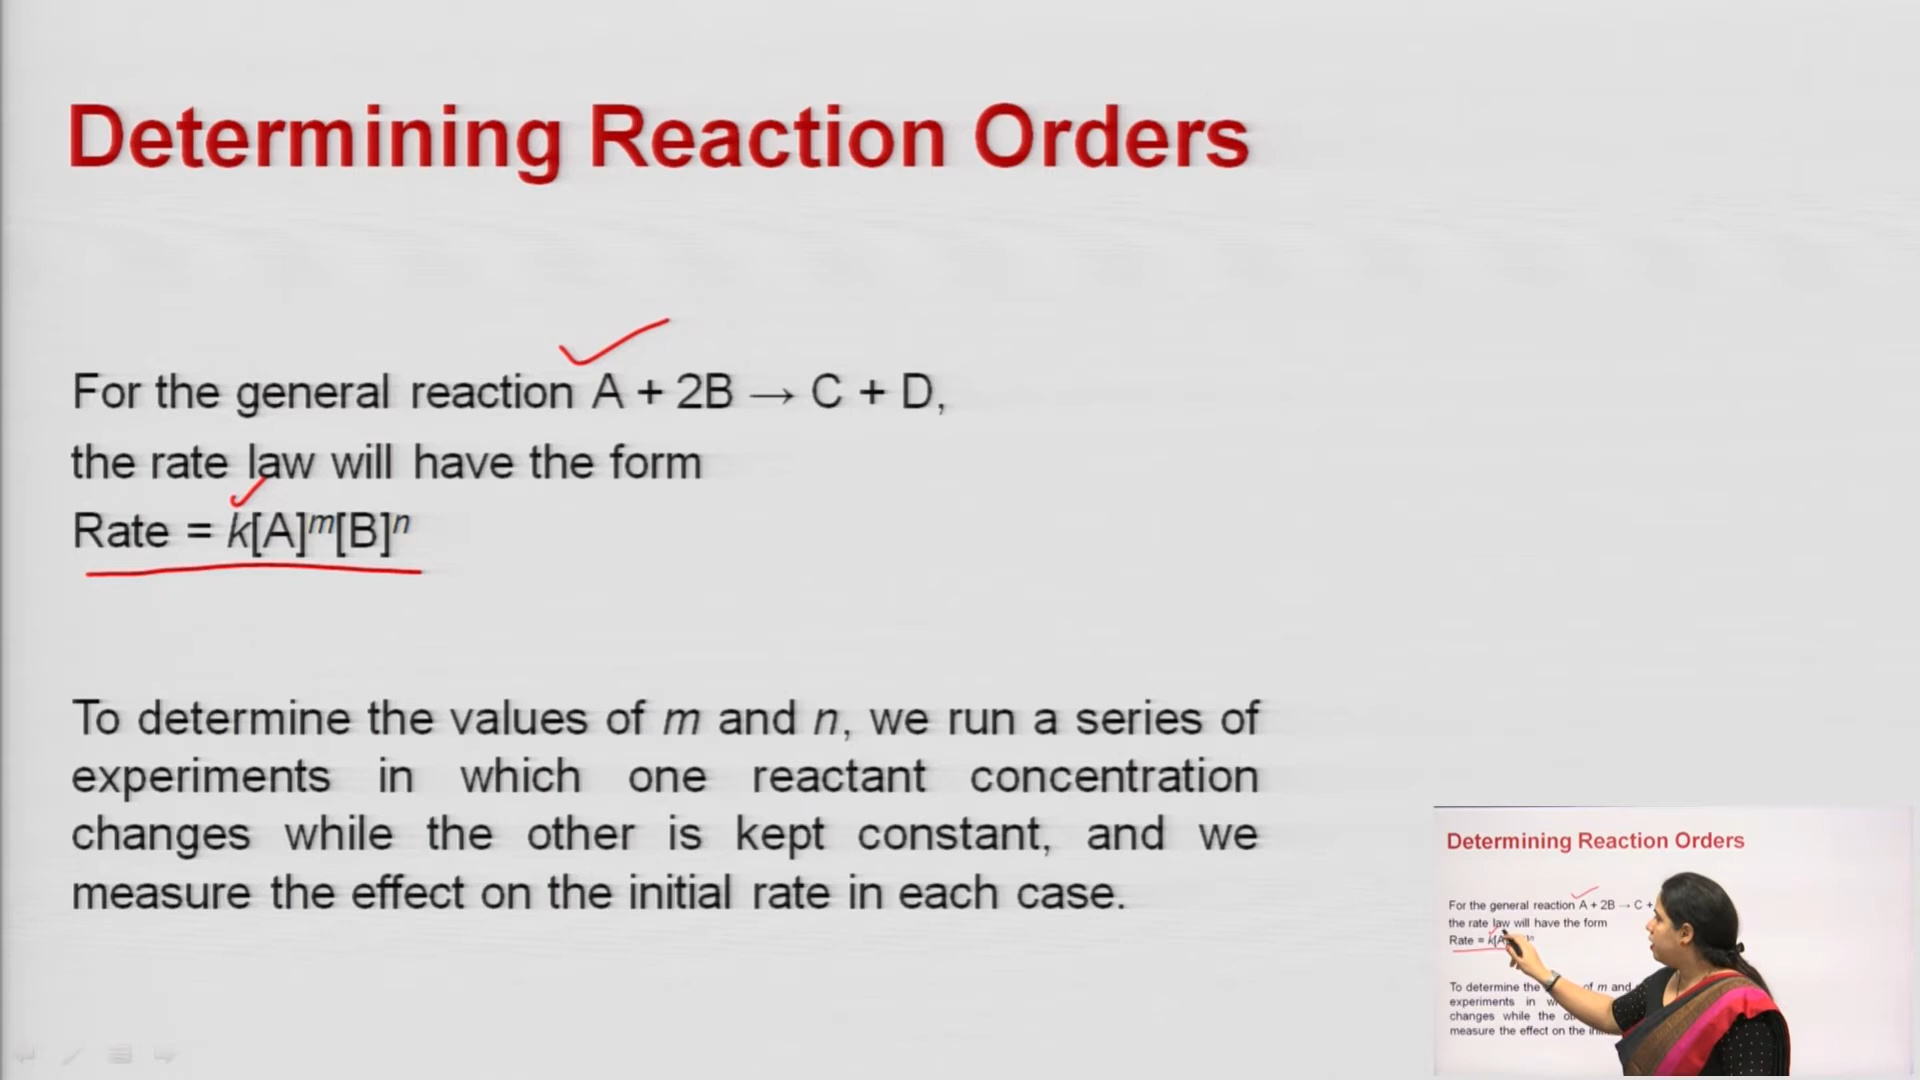 Determining Reaction Orders
For the general reaction A + 2B → C + D,
the rate law will have the form
Rate = k[A]ᵐ[B]ⁿ
To determine the values of m and n, we run a series of
experiments in which one reactant concentration
changes while the other is kept constant, and we
measure the effect on the initial rate in each case.
Determining Reaction Orders
For the general reaction A + 2B → C +
the rate law will have the form
Rate = k[A]
To determine the of m and
experiments in
changes while the
measure the effect on the